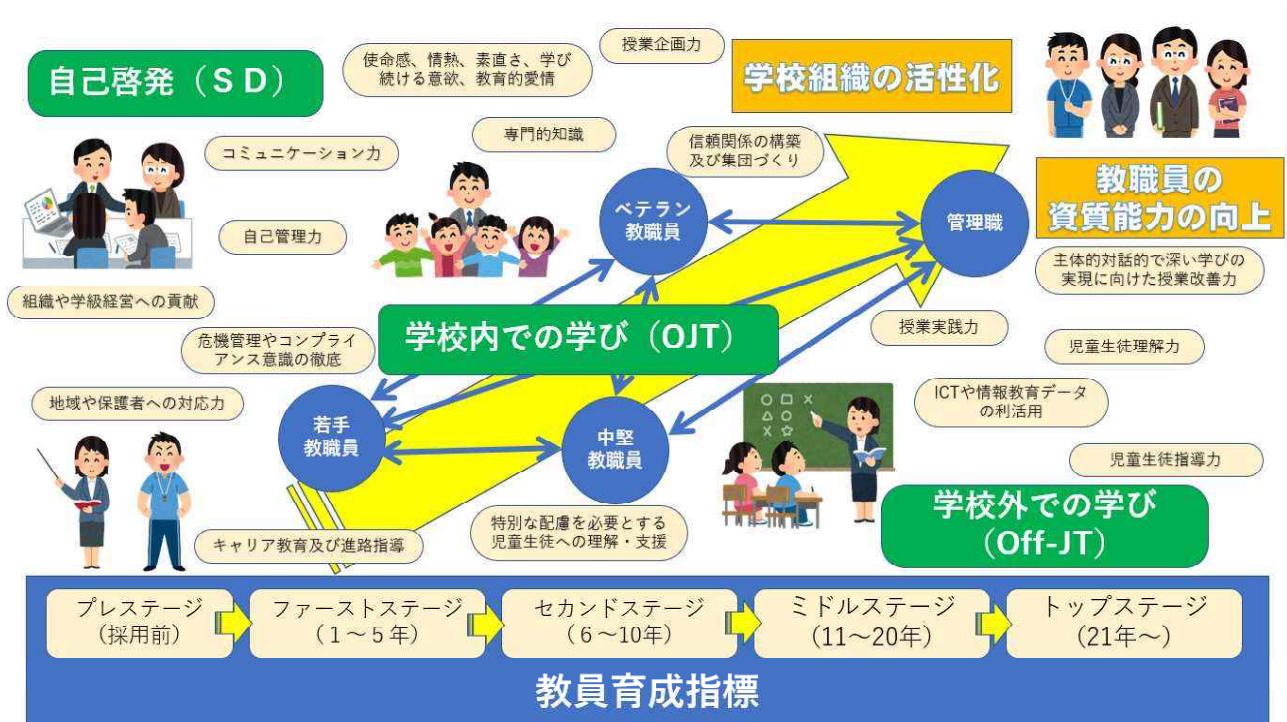 自己啓発（ＳＤ）
使命感、情熱、素直さ、学び
続ける意欲、教育的愛情
授業企画力
学校組織の活性化
コミュニケーション力
専門的知識
信頼関係の構築
及び集団づくり
ベテラン
教職員
管理職
教職員の
資質能力の向上
自己管理力
主体的対話的で深い学びの
実現に向けた授業改善力
組織や学級経営への貢献
危機管理やコンプライ
アンス意識の徹底
学校内での学び（OJT）
授業実践力
児童生徒理解力
地域や保護者への対応力
若手
教職員
中堅
教職員
ICTや情報教育データ
の利活用
児童生徒指導力
キャリア教育及び進路指導
特別な配慮を必要とする
児童生徒への理解・支援
学校外での学び
（Off-JT）
プレステージ
（採用前）
ファーストステージ
（１～５年）
セカンドステージ
（６～10年）
ミドルステージ
（11～20年）
トップステージ
（21年～）
教員育成指標